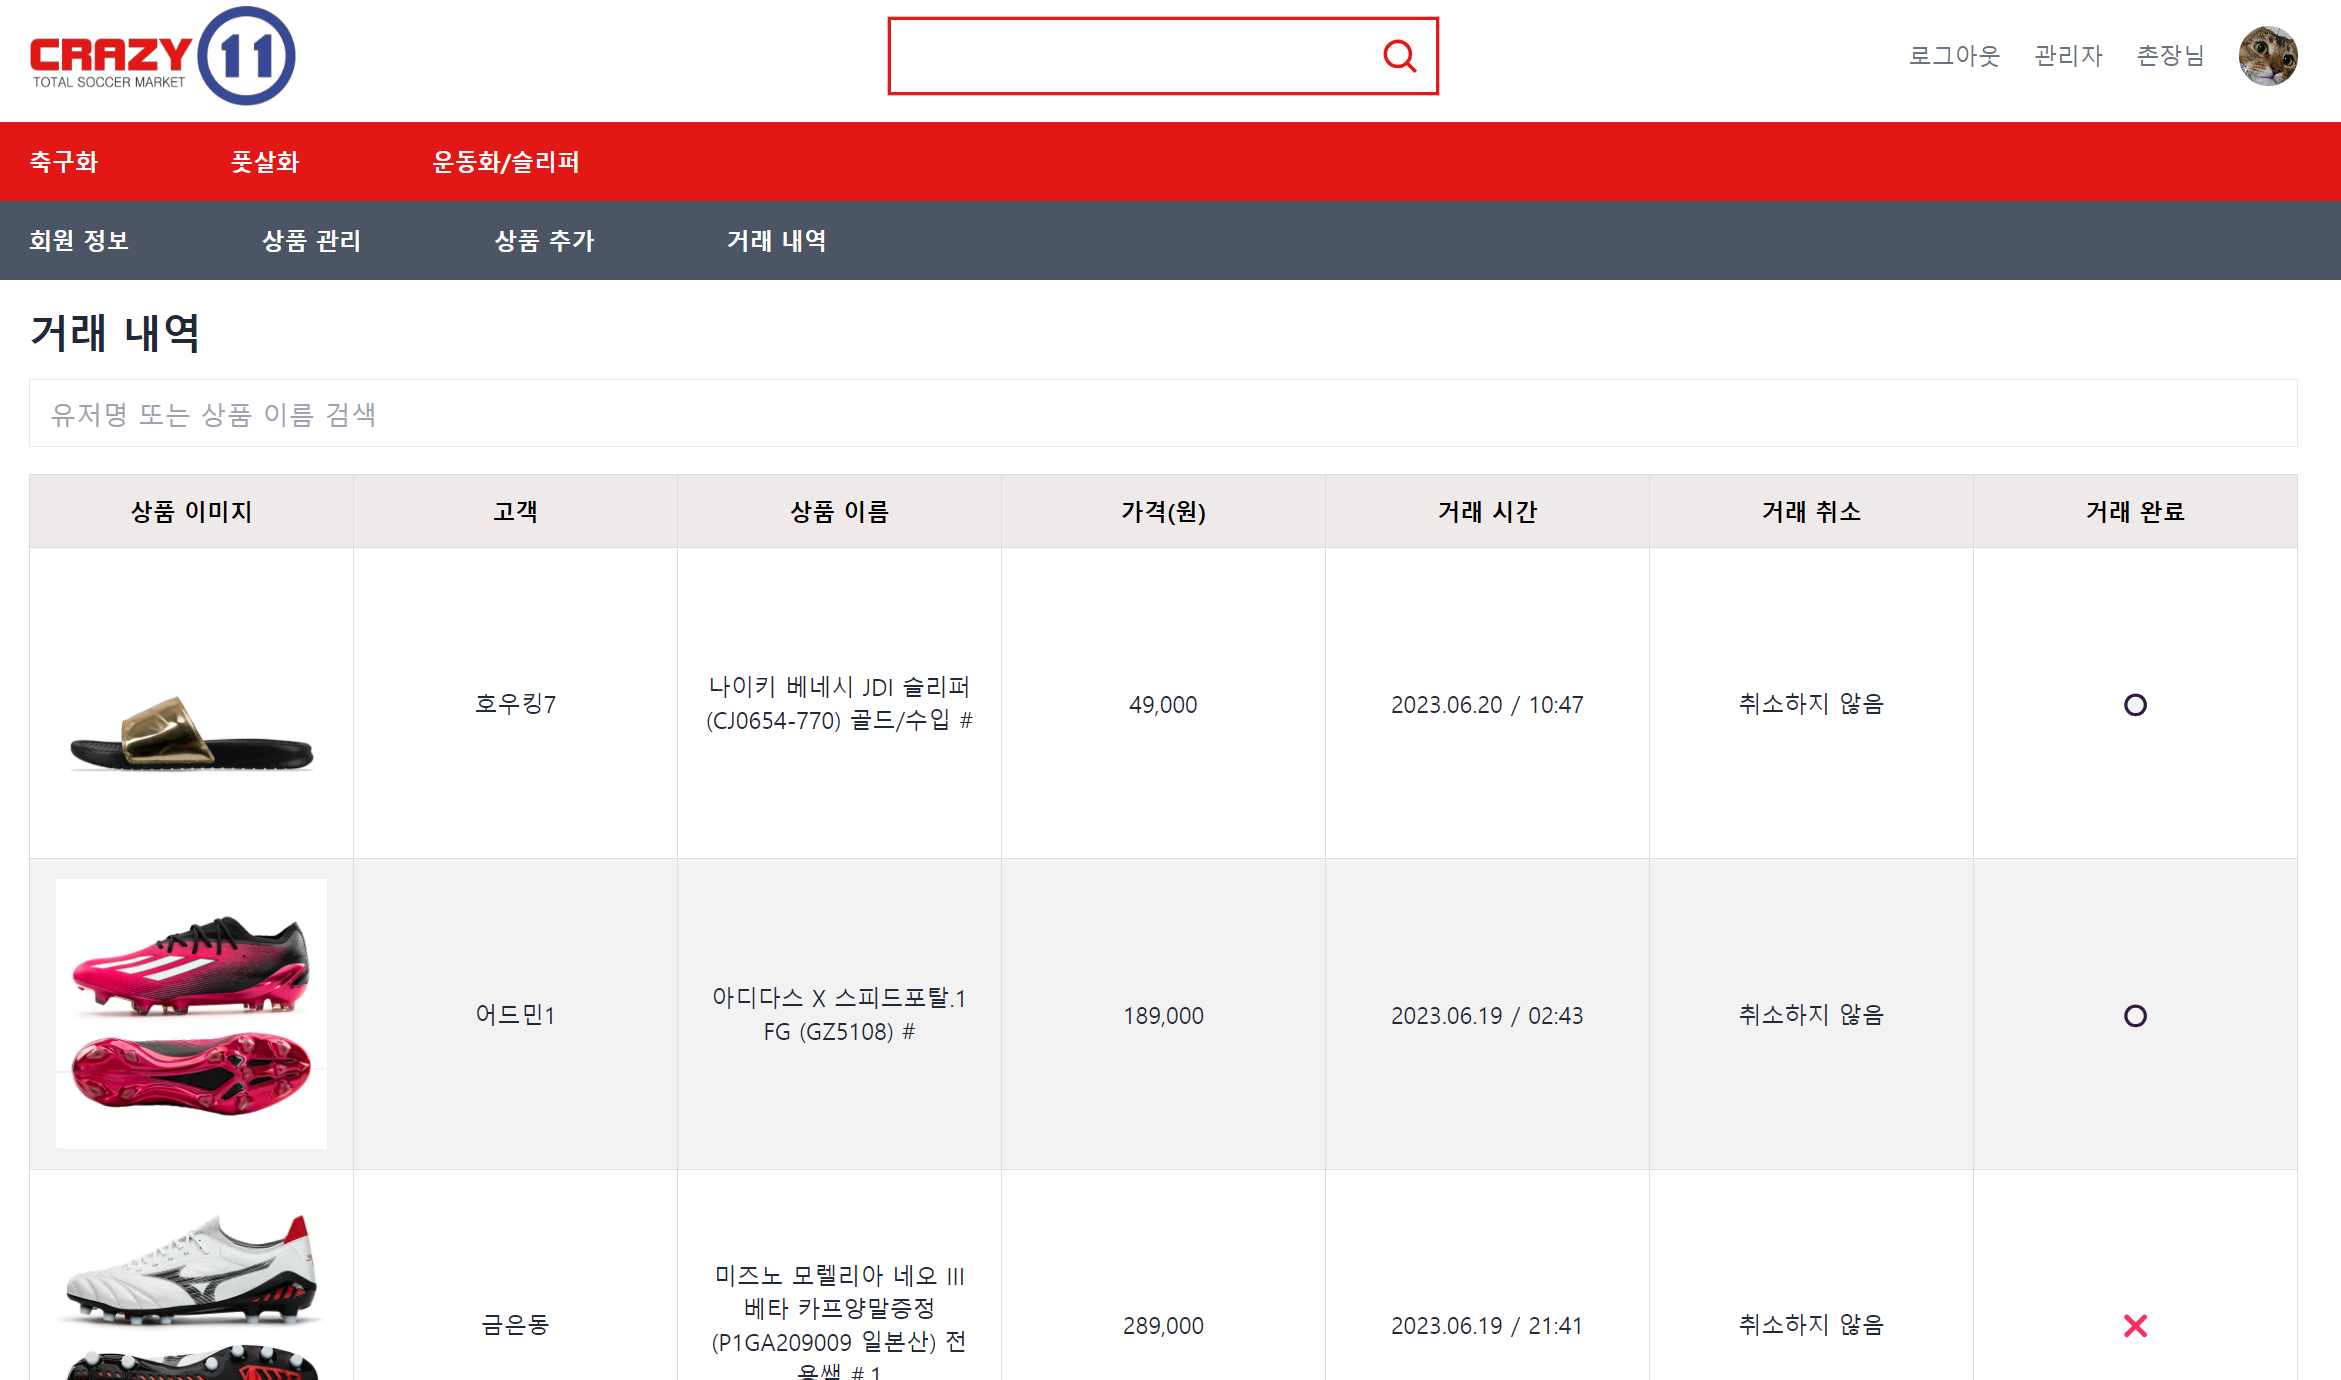 CRAZY 11
TOTAL SOCCER MARKET
로그아웃 관리자 촌장님
축구화 풋살화 운동화/슬리퍼
회원 정보 상품 관리 상품 추가 거래 내역
거래 내역
유저명 또는 상품 이름 검색
상품 이미지 고객 상품 이름 가격(원) 거래 시간 거래 취소 거래 완료
호우킹7
나이키 베네시 JDI 슬리퍼
(CJ0654-770) 골드/수입 #
49,000
2023.06.20 / 10:47
취소하지 않음
어드민1
아디다스 X 스피드포탈.1
FG (GZ5108) #
189,000
2023.06.19 / 02:43
취소하지 않음
금은동
미즈노 모렐리아 네오 III
베타 카프양말증정
(P1GA209009 일본산) 전
용쌕 # 1
289,000
2023.06.19 / 21:41
취소하지 않음